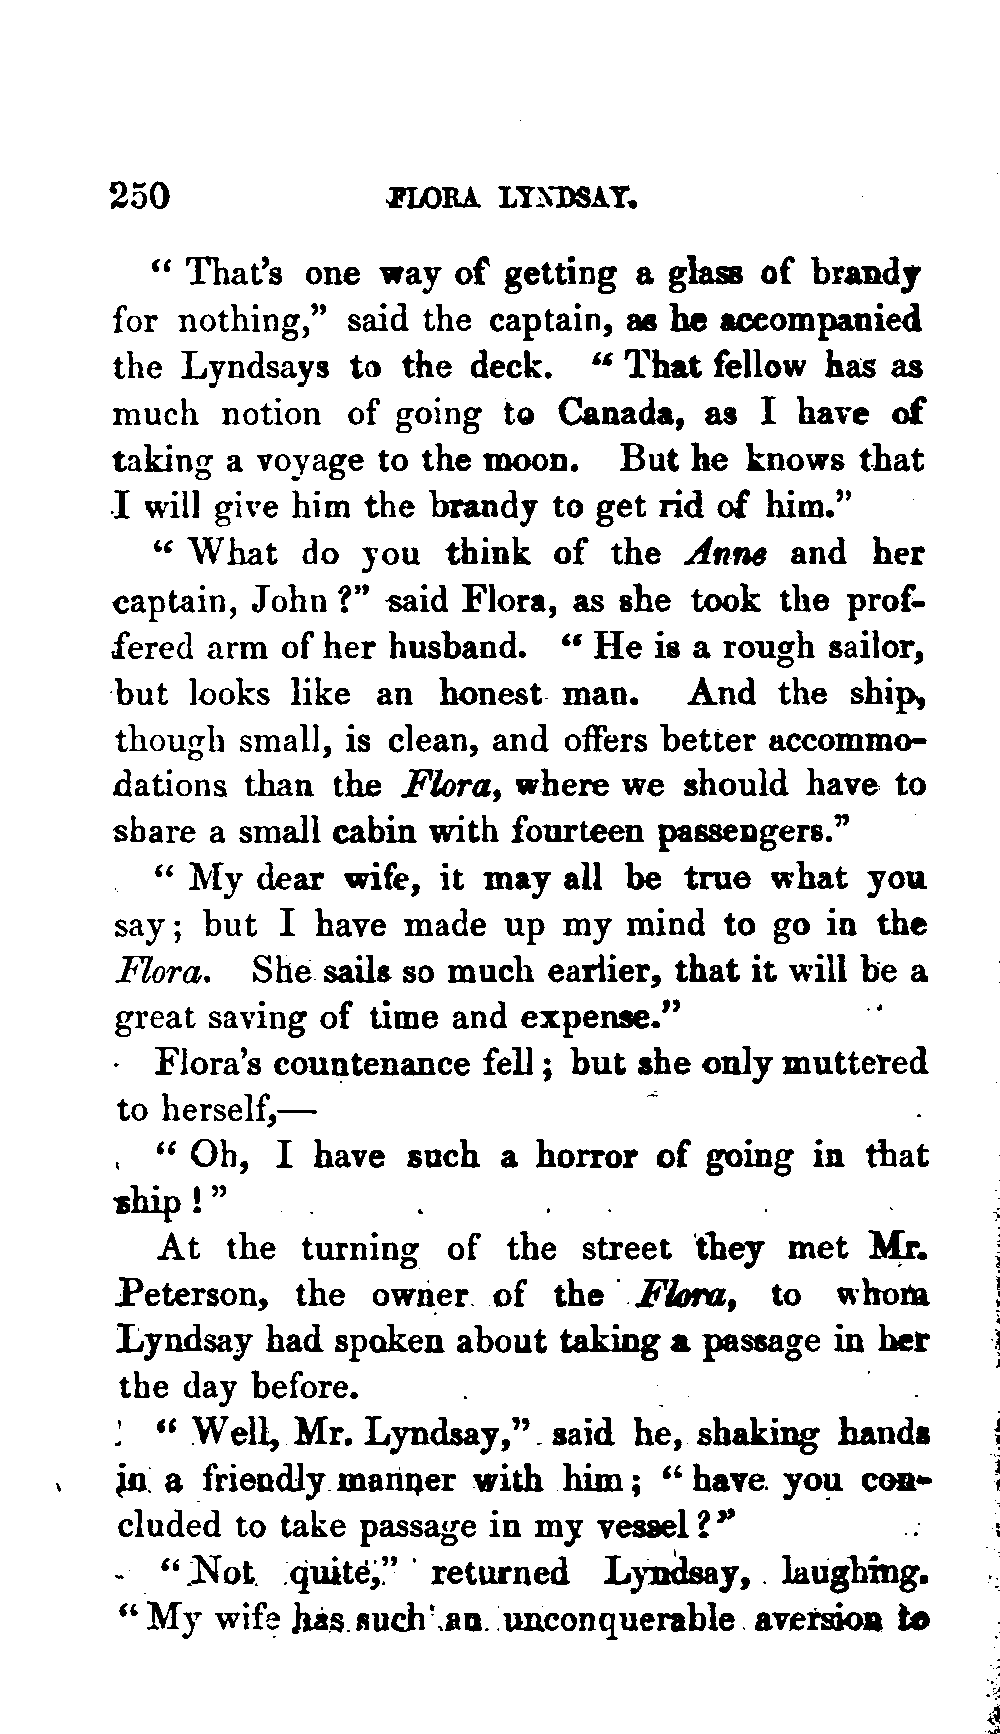 250 FLORA LYNDSAY.
“ That’s one way of getting a glass of brandy
for nothing,” said the captain, as he accompanied
the Lyndsays to the deck. “ That fellow has as
much notion of going to Canada, as I have of
taking a voyage to the moon. But he knows that
I will give him the brandy to get rid of him.”
“ What do you think of the Anne and her
captain, John ?” said Flora, as she took the prof-
fered arm of her husband. “ He is a rough sailor,
but looks like an honest man. And the ship,
though small, is clean, and offers better accommo-
dations than the Flora, where we should have to
share a small cabin with fourteen passengers.”
“ My dear wife, it may all be true what you
say ; but I have made up my mind to go in the
Flora. She sails so much earlier, that it will be a
great saving of time and expense.”
Flora’s countenance fell ; but she only muttered
to herself,—
“ Oh, I have such a horror of going in that
ship ! ”
At the turning of the street they met Mr.
Peterson, the owner of the Flora, to whom
Lyndsay had spoken about taking a passage in her
the day before.
“ Well, Mr. Lyndsay,” said he, shaking hands
in a friendly manner with him ; “ have you con-
cluded to take passage in my vessel ?”
“ Not quite,” returned Lyndsay, laughing.
“ My wife has such an unconquerable aversion to